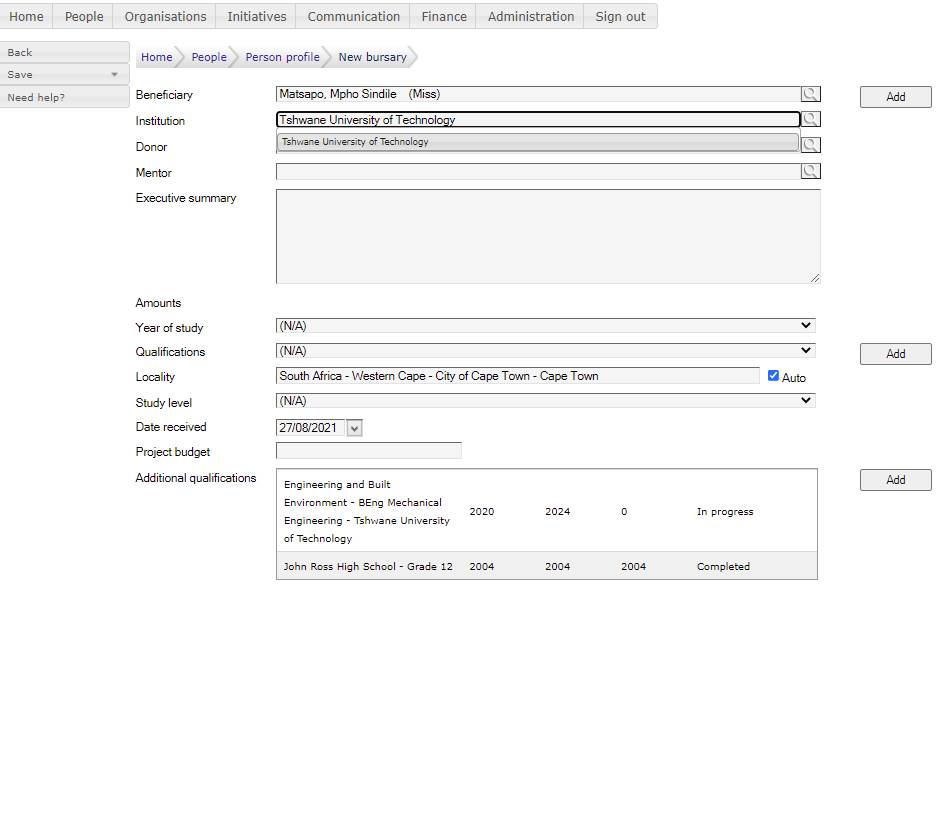 Home People Organisations Initiatives Communication Finance Administration Sign out
Back
Save
Need help?
Home People Person profile New bursary
Beneficiary Matsapo, Mpho Sindile (Miss) Add
Institution Tshwane University of Technology
Tshwane University of Technology
Donor
Mentor
Executive summary
Amounts
Year of study (N/A)
Qualifications (N/A) Add
Locality South Africa - Western Cape - City of Cape Town - Cape Town Auto
Study level (N/A)
Date received 27/08/2021
Project budget
Additional qualifications Add
Engineering and Built
Environment - BEng Mechanical
Engineering - Tshwane University
of Technology
2020 2024 0 In progress
John Ross High School - Grade 12 2004 2004 2004 Completed